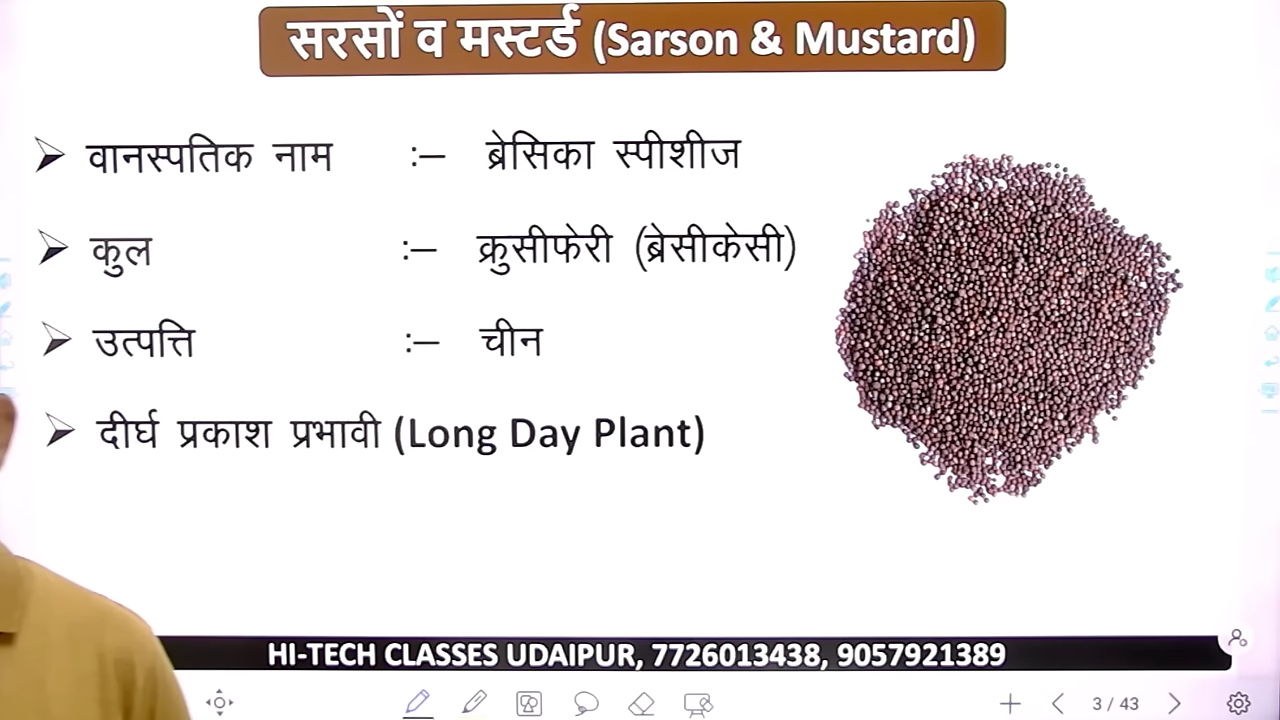 सरसों व मस्टर्ड (Sarson & Mustard)
➢ वानस्पतिक नाम :– ब्रेसिका स्पीशीज
➢ कुल :– क्रुसीफेरी (ब्रेसीकेसी)
➢ उत्पत्ति :– चीन
➢ दीर्घ प्रकाश प्रभावी (Long Day Plant)
HI-TECH CLASSES UDAIPUR, 7726013438, 9057921389
3 / 43